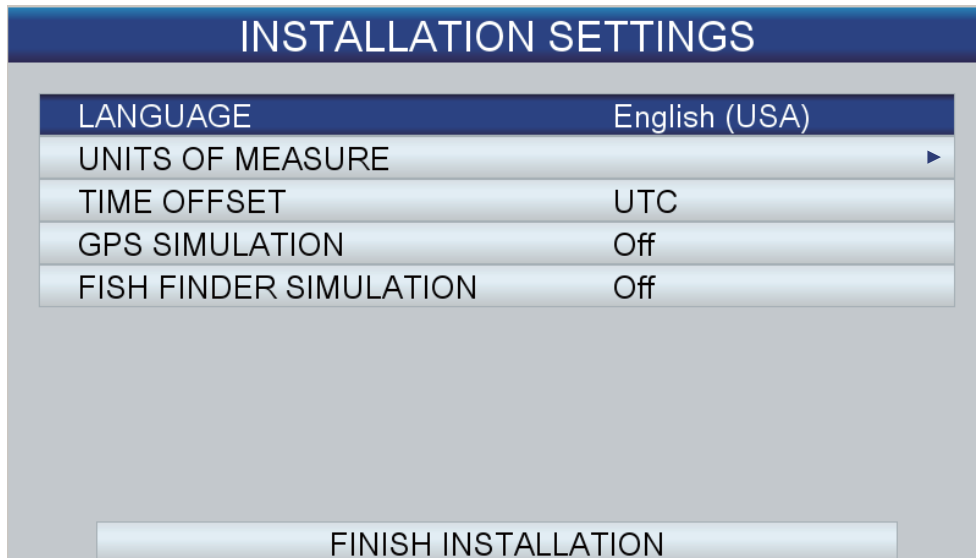 INSTALLATION SETTINGS
LANGUAGE English (USA)
UNITS OF MEASURE
TIME OFFSET UTC
GPS SIMULATION Off
FISH FINDER SIMULATION Off
FINISH INSTALLATION